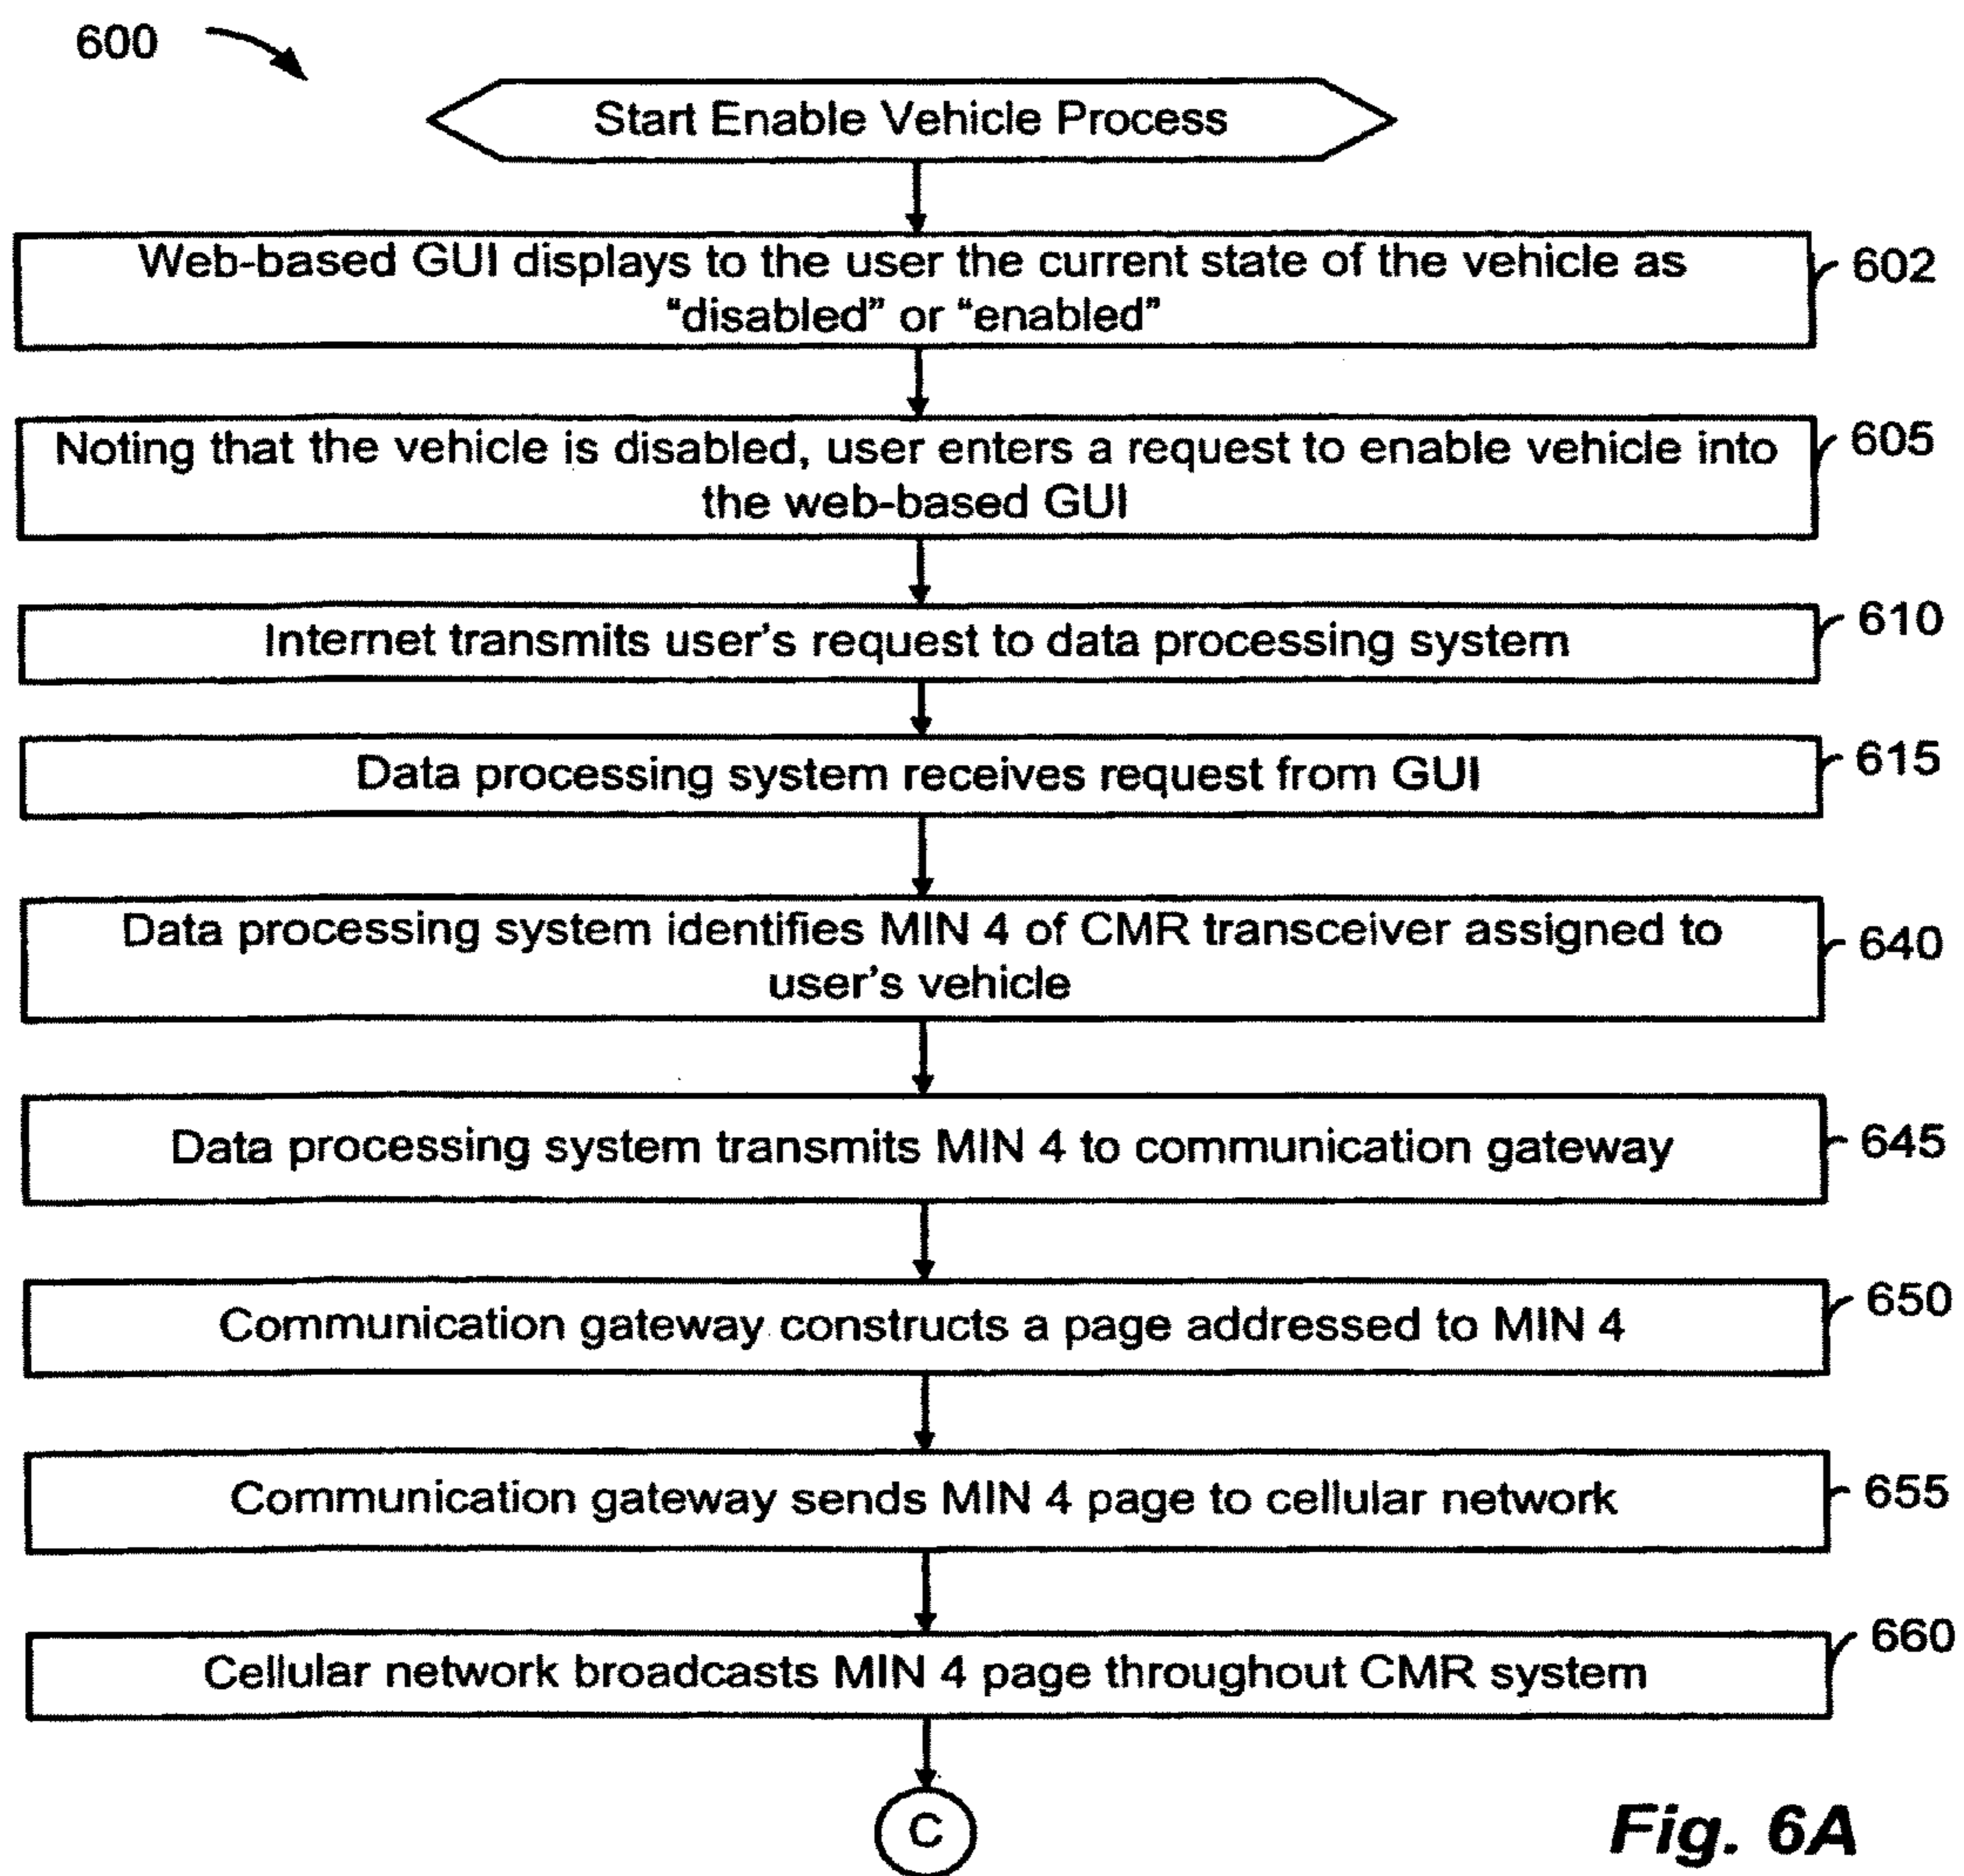 600
Start Enable Vehicle Process
Web-based GUI displays to the user the current state of the vehicle as
“disabled” or “enabled”
602
Noting that the vehicle is disabled, user enters a request to enable vehicle into
the web-based GUI
605
Internet transmits user’s request to data processing system
610
Data processing system receives request from GUI
615
Data processing system identifies MIN 4 of CMR transceiver assigned to
user’s vehicle
640
Data processing system transmits MIN 4 to communication gateway
645
Communication gateway constructs a page addressed to MIN 4
650
Communication gateway sends MIN 4 page to cellular network
655
Cellular network broadcasts MIN 4 page throughout CMR system
660
C
Fig. 6A